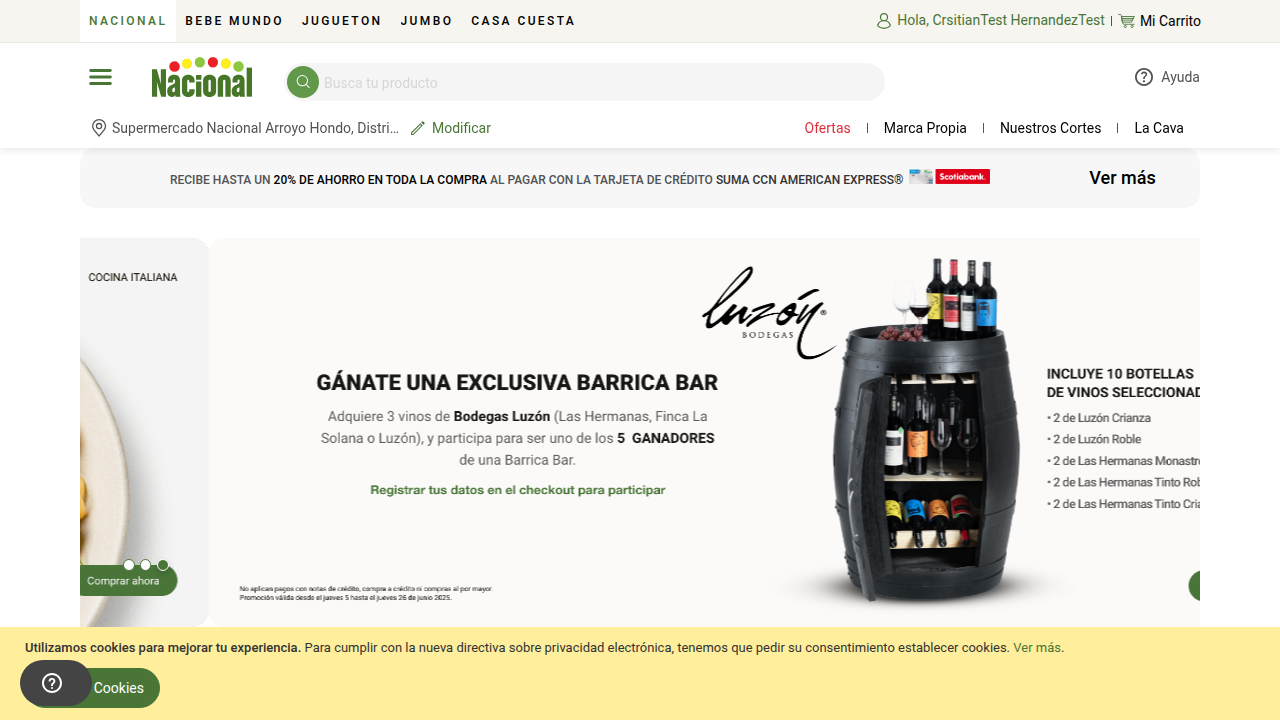 NACIONAL BEBE MUNDO JUGUETON JUMBO CASA CUESTA
Hola, CrsitianTest HernandezTest Mi Carrito
Nacional
Busca tu producto
Ayuda
Supermercado Nacional Arroyo Hondo, Distri... Modificar
Ofertas Marca Propia Nuestros Cortes La Cava
RECIBE HASTA UN 20% DE AHORRO EN TODA LA COMPRA AL PAGAR CON LA TARJETA DE CRÉDITO SUMA CCN AMERICAN EXPRESS® Scotiabank. Ver más
COCINA ITALIANA
Comprar ahora
luzón®
BODEGAS
GÁNATE UNA EXCLUSIVA BARRICA BAR
Adquiere 3 vinos de Bodegas Luzón (Las Hermanas, Finca La
Solana o Luzón), y participa para ser uno de los 5 GANADORES
de una Barrica Bar.
Registrar tus datos en el checkout para participar
No aplican pagos con notas de crédito, compra a crédito ni compras al por mayor.
Promoción válida desde el jueves 5 hasta el jueves 26 de junio 2025.
INCLUYE 10 BOTELLAS
DE VINOS SELECCIONAD
• 2 de Luzón Crianza
• 2 de Luzón Roble
• 2 de Las Hermanas Monastr
• 2 de Las Hermanas Tinto Rob
• 2 de Las Hermanas Tinto Cria
Utilizamos cookies para mejorar tu experiencia. Para cumplir con la nueva directiva sobre privacidad electrónica, tenemos que pedir su consentimiento establecer cookies. Ver más.
Cookies